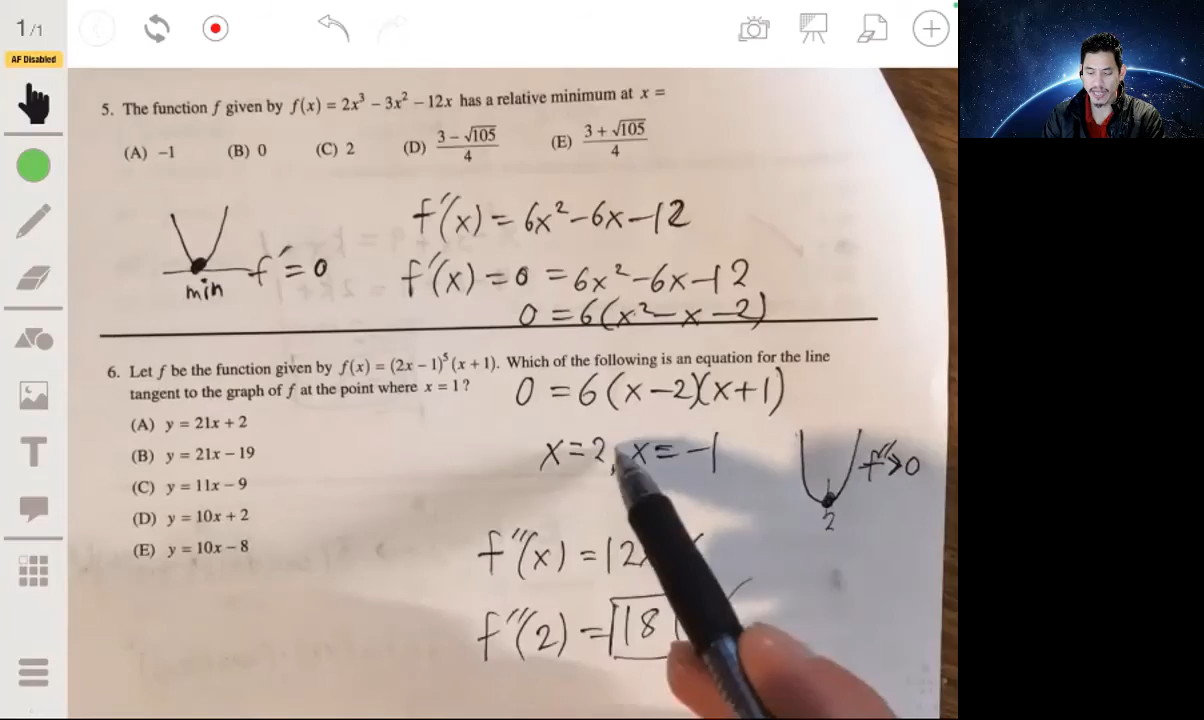 1/1
AF Disabled
5. The function f given by f(x) = 2x³ − 3x² − 12x has a relative minimum at x =
(A) −1 (B) 0 (C) 2 (D) (3 − √105)/4 (E) (3 + √105)/4
f'(x) = 6x² − 6x − 12
f' = 0
min
f'(x) = 0 = 6x² − 6x − 12
0 = 6(x² − x − 2)
6. Let f be the function given by f(x) = (2x − 1)⁵(x + 1). Which of the following is an equation for the line
tangent to the graph of f at the point where x = 1?
0 = 6(x − 2)(x + 1)
(A) y = 21x + 2
(B) y = 21x − 19
(C) y = 11x − 9
(D) y = 10x + 2
(E) y = 10x − 8
x = 2, x = −1
f'' > 0
2
f''(x) = 12
f''(2) = 18
T